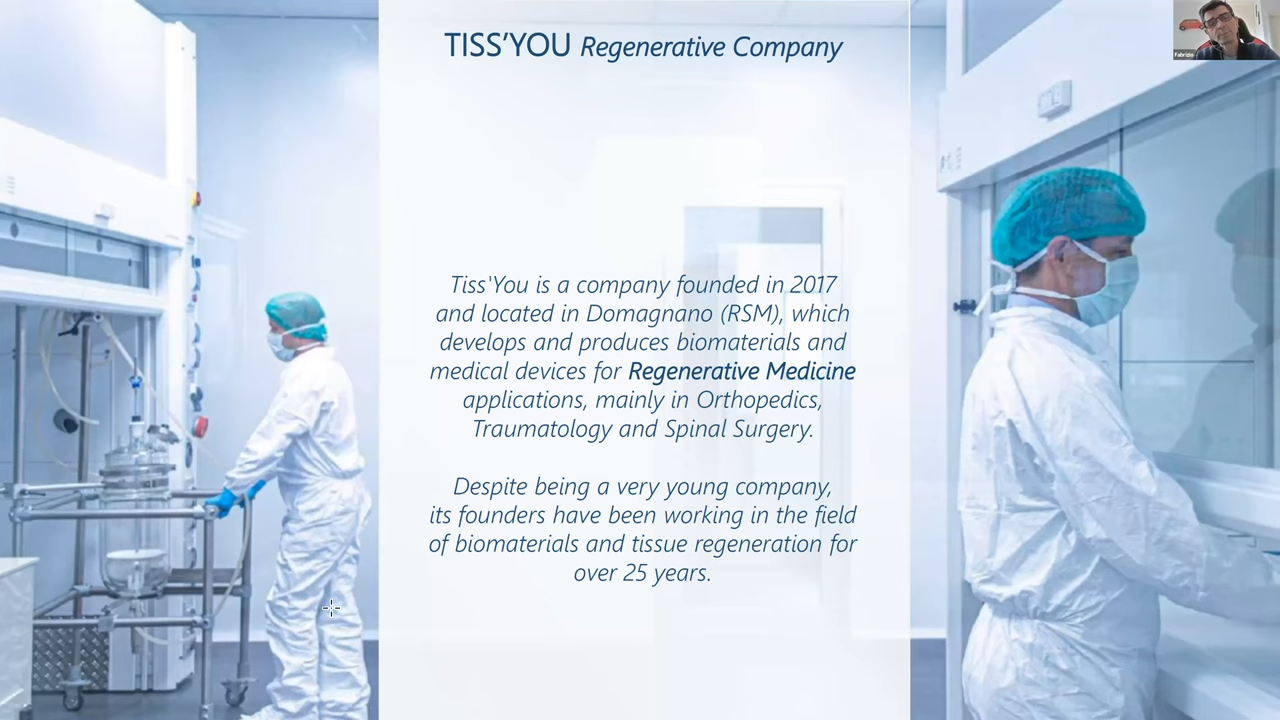 TISS'YOU Regenerative Company
Fabrizio
Tiss'You is a company founded in 2017
and located in Domagnano (RSM), which
develops and produces biomaterials and
medical devices for Regenerative Medicine
applications, mainly in Orthopedics,
Traumatology and Spinal Surgery.
Despite being a very young company,
its founders have been working in the field
of biomaterials and tissue regeneration for
over 25 years.